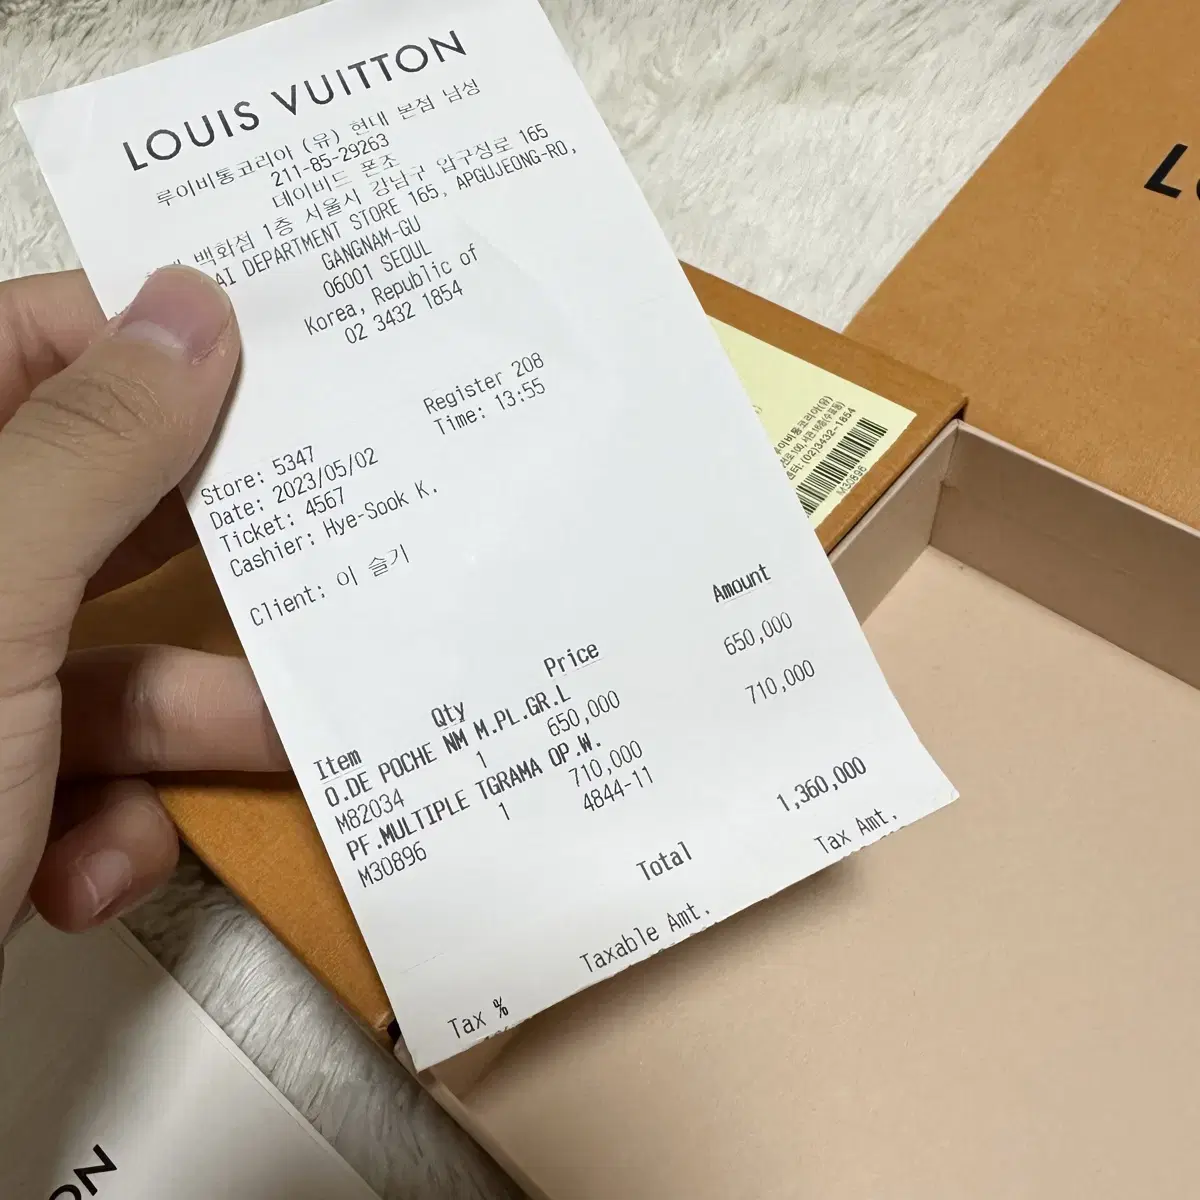 LOUIS VUITTON
루이비통코리아 (유) 현대 본점 남성
211-85-29263
데이비드 폰조
백화점 1층 서울시 강남구 압구정로 165
DEPARTMENT STORE 165, APGUJEONG-RO,
GANGNAM-GU
06001 SEOUL
Korea, Republic of
02 3432 1854
Register 208
Time: 13:55
Store: 5347
Date: 2023/05/02
Ticket: 4567
Cashier: Hye-Sook K.
Client: 이 슬기
Item Qty Price Amount
O.DE POCHE NM M.PL.GR.L
M82034 1 650,000 650,000
PF.MULTIPLE TGRAMA OP.W.
M30896 1 710,000 710,000
4844-11
Total 1,360,000
Tax % Taxable Amt. Tax Amt.
(02)3432-1854
M30896